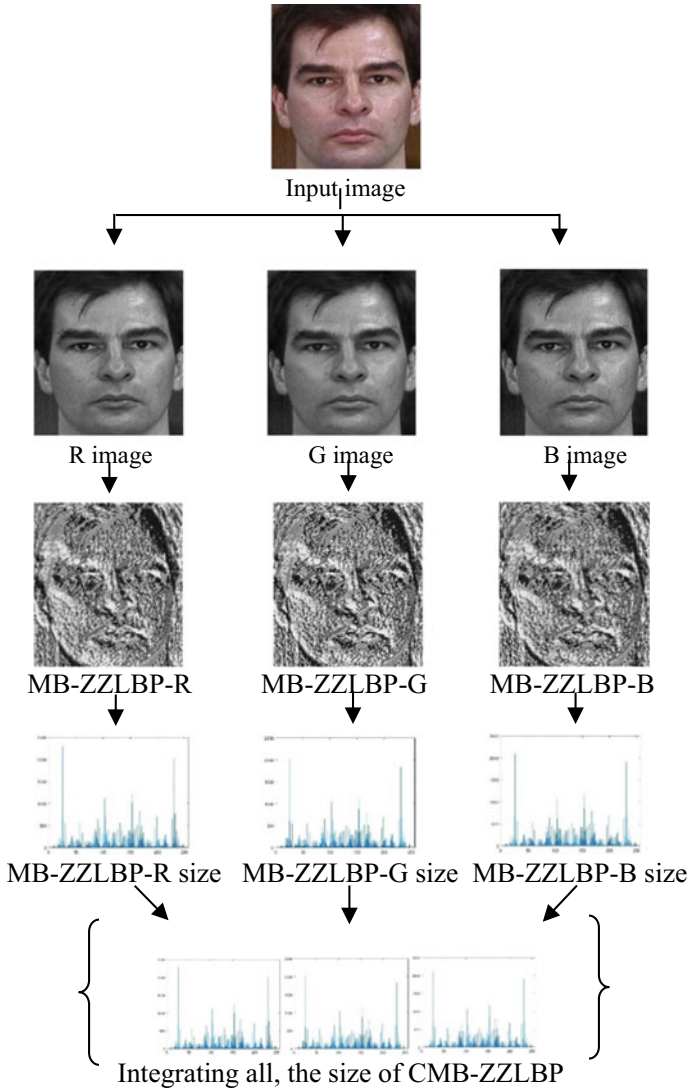 Input image
R image G image B image
MB-ZZLBP-R MB-ZZLBP-G MB-ZZLBP-B
MB-ZZLBP-R size MB-ZZLBP-G size MB-ZZLBP-B size
Integrating all, the size of CMB-ZZLBP